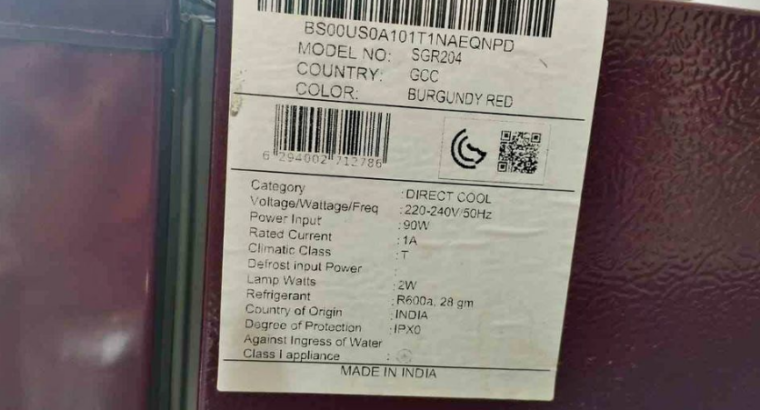 BS00US0A101T1NAEQNPD
MODEL NO: SGR204
COUNTRY: GCC
COLOR: BURGUNDY RED
6 294002 712786
Category : DIRECT COOL
Voltage/Wattage/Freq : 220-240V/50Hz
Power Input : 90W
Rated Current : 1A
Climatic Class : T
Defrost input Power :
Lamp Watts : 2W
Refrigerant : R600a, 28 gm
Country of Origin : INDIA
Degree of Protection : IPX0
Against Ingress of Water
Class I appliance :
MADE IN INDIA